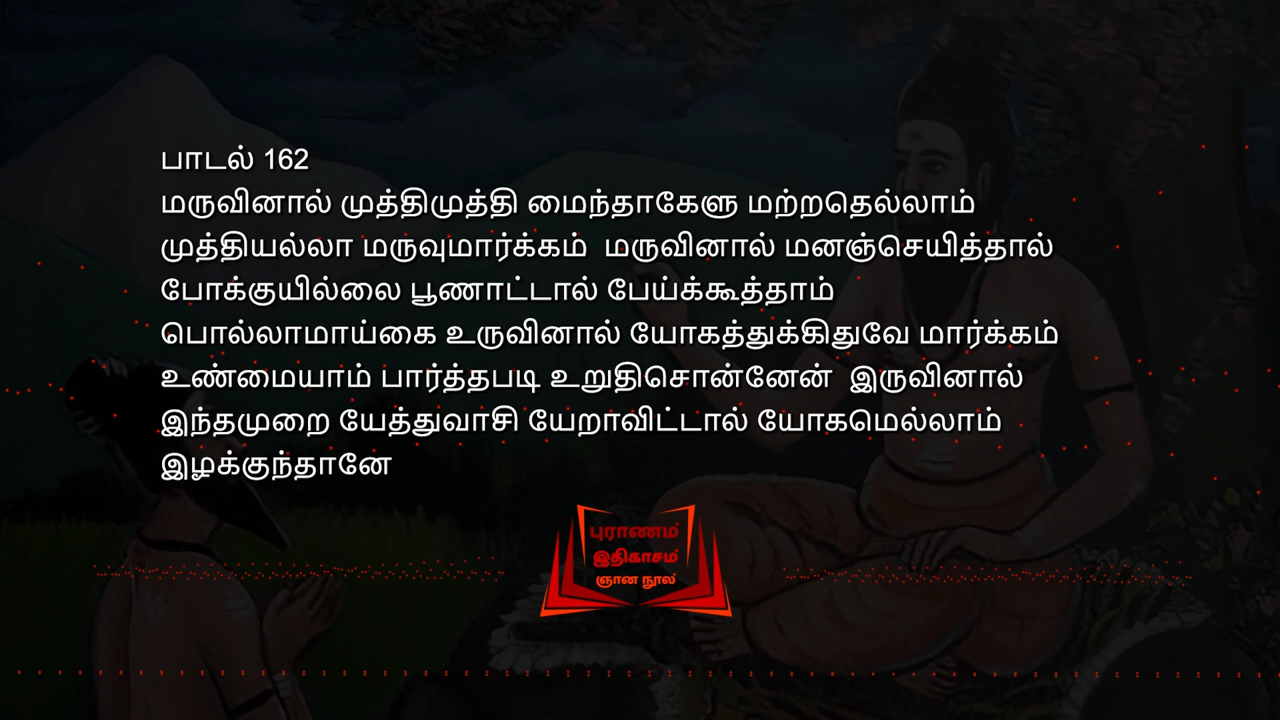 பாடல் 162
மருவினால் முத்திமுத்தி மைந்தாகேளு மற்றதெல்லாம்
முத்தியல்லா மருவுமார்க்கம் மருவினால் மனஞ்செயித்தால்
போக்குயில்லை பூணாட்டால் பேய்க்கூத்தாம்
பொல்லாமாய்கை உருவினால் யோகத்துக்கிதுவே மார்க்கம்
உண்மையாம் பார்த்தபடி உறுதிசொன்னேன் இருவினால்
இந்தமுறை யேத்துவாசி யேறாவிட்டால் யோகமெல்லாம்
இழக்குந்தானே
புராணம்
இதிகாசம்
ஞான நூல்